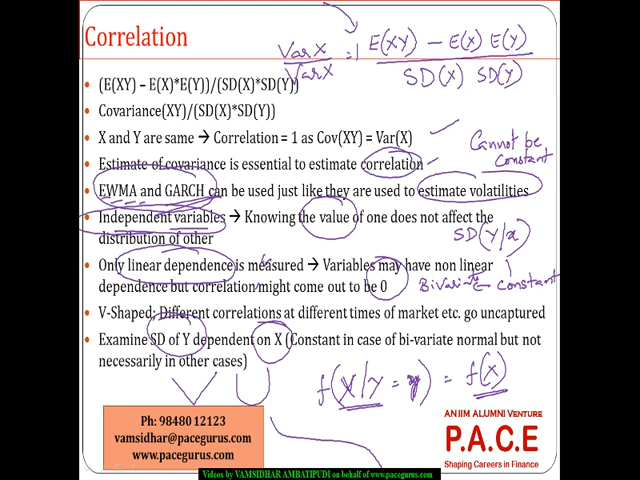 Correlation
Var X / Var X = 1
E(XY) – E(X) E(Y)
SD(X) SD(Y)
• (E(XY) – E(X)*E(Y))/(SD(X)*SD(Y))
• Covariance(XY)/(SD(X)*SD(Y))
• X and Y are same → Correlation = 1 as Cov(XY) = Var(X)
Cannot be
constant
• Estimate of covariance is essential to estimate correlation
• EWMA and GARCH can be used just like they are used to estimate volatilities
• Independent variables → Knowing the value of one does not affect the
distribution of other
SD(Y/x)
• Only linear dependence is measured → Variables may have non linear
dependence but correlation might come out to be 0
Bivariate ← constant
• V-Shaped; Different correlations at different times of market etc. go uncaptured
• Examine SD of Y dependent on X (Constant in case of bi-variate normal but not
necessarily in other cases)
f(X/Y = y) = f(X)
Ph: 98480 12123
vamsidhar@pacegurus.com
www.pacegurus.com
AN IIM ALUMNI VENTURE
P.A.C.E
Shaping Careers in Finance
Videos by VAMSIDHAR AMBATIPUDI on behalf of www.pacegurus.com